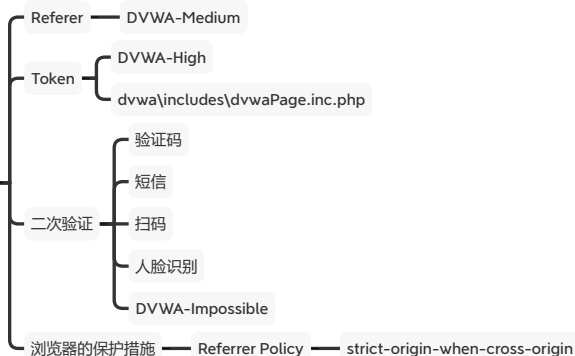 Referer
DVWA-Medium
Token
DVWA-High
dvwa\includes\dvwaPage.inc.php
二次验证
验证码
短信
扫码
人脸识别
DVWA-Impossible
浏览器的保护措施
Referrer Policy
strict-origin-when-cross-origin